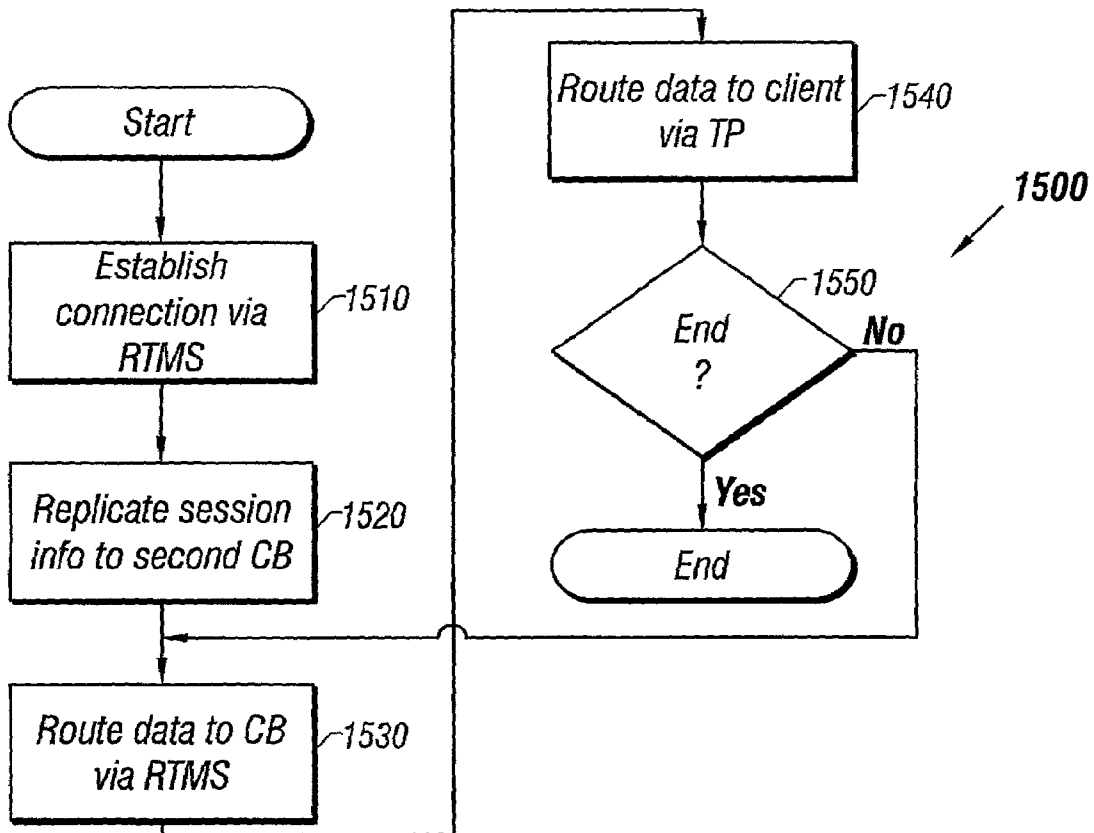 Start
Establish
connection via
RTMS
1510
Replicate session
info to second CB
1520
Route data to CB
via RTMS
1530
Route data to client
via TP
1540
1500
End
?
1550
No
Yes
End